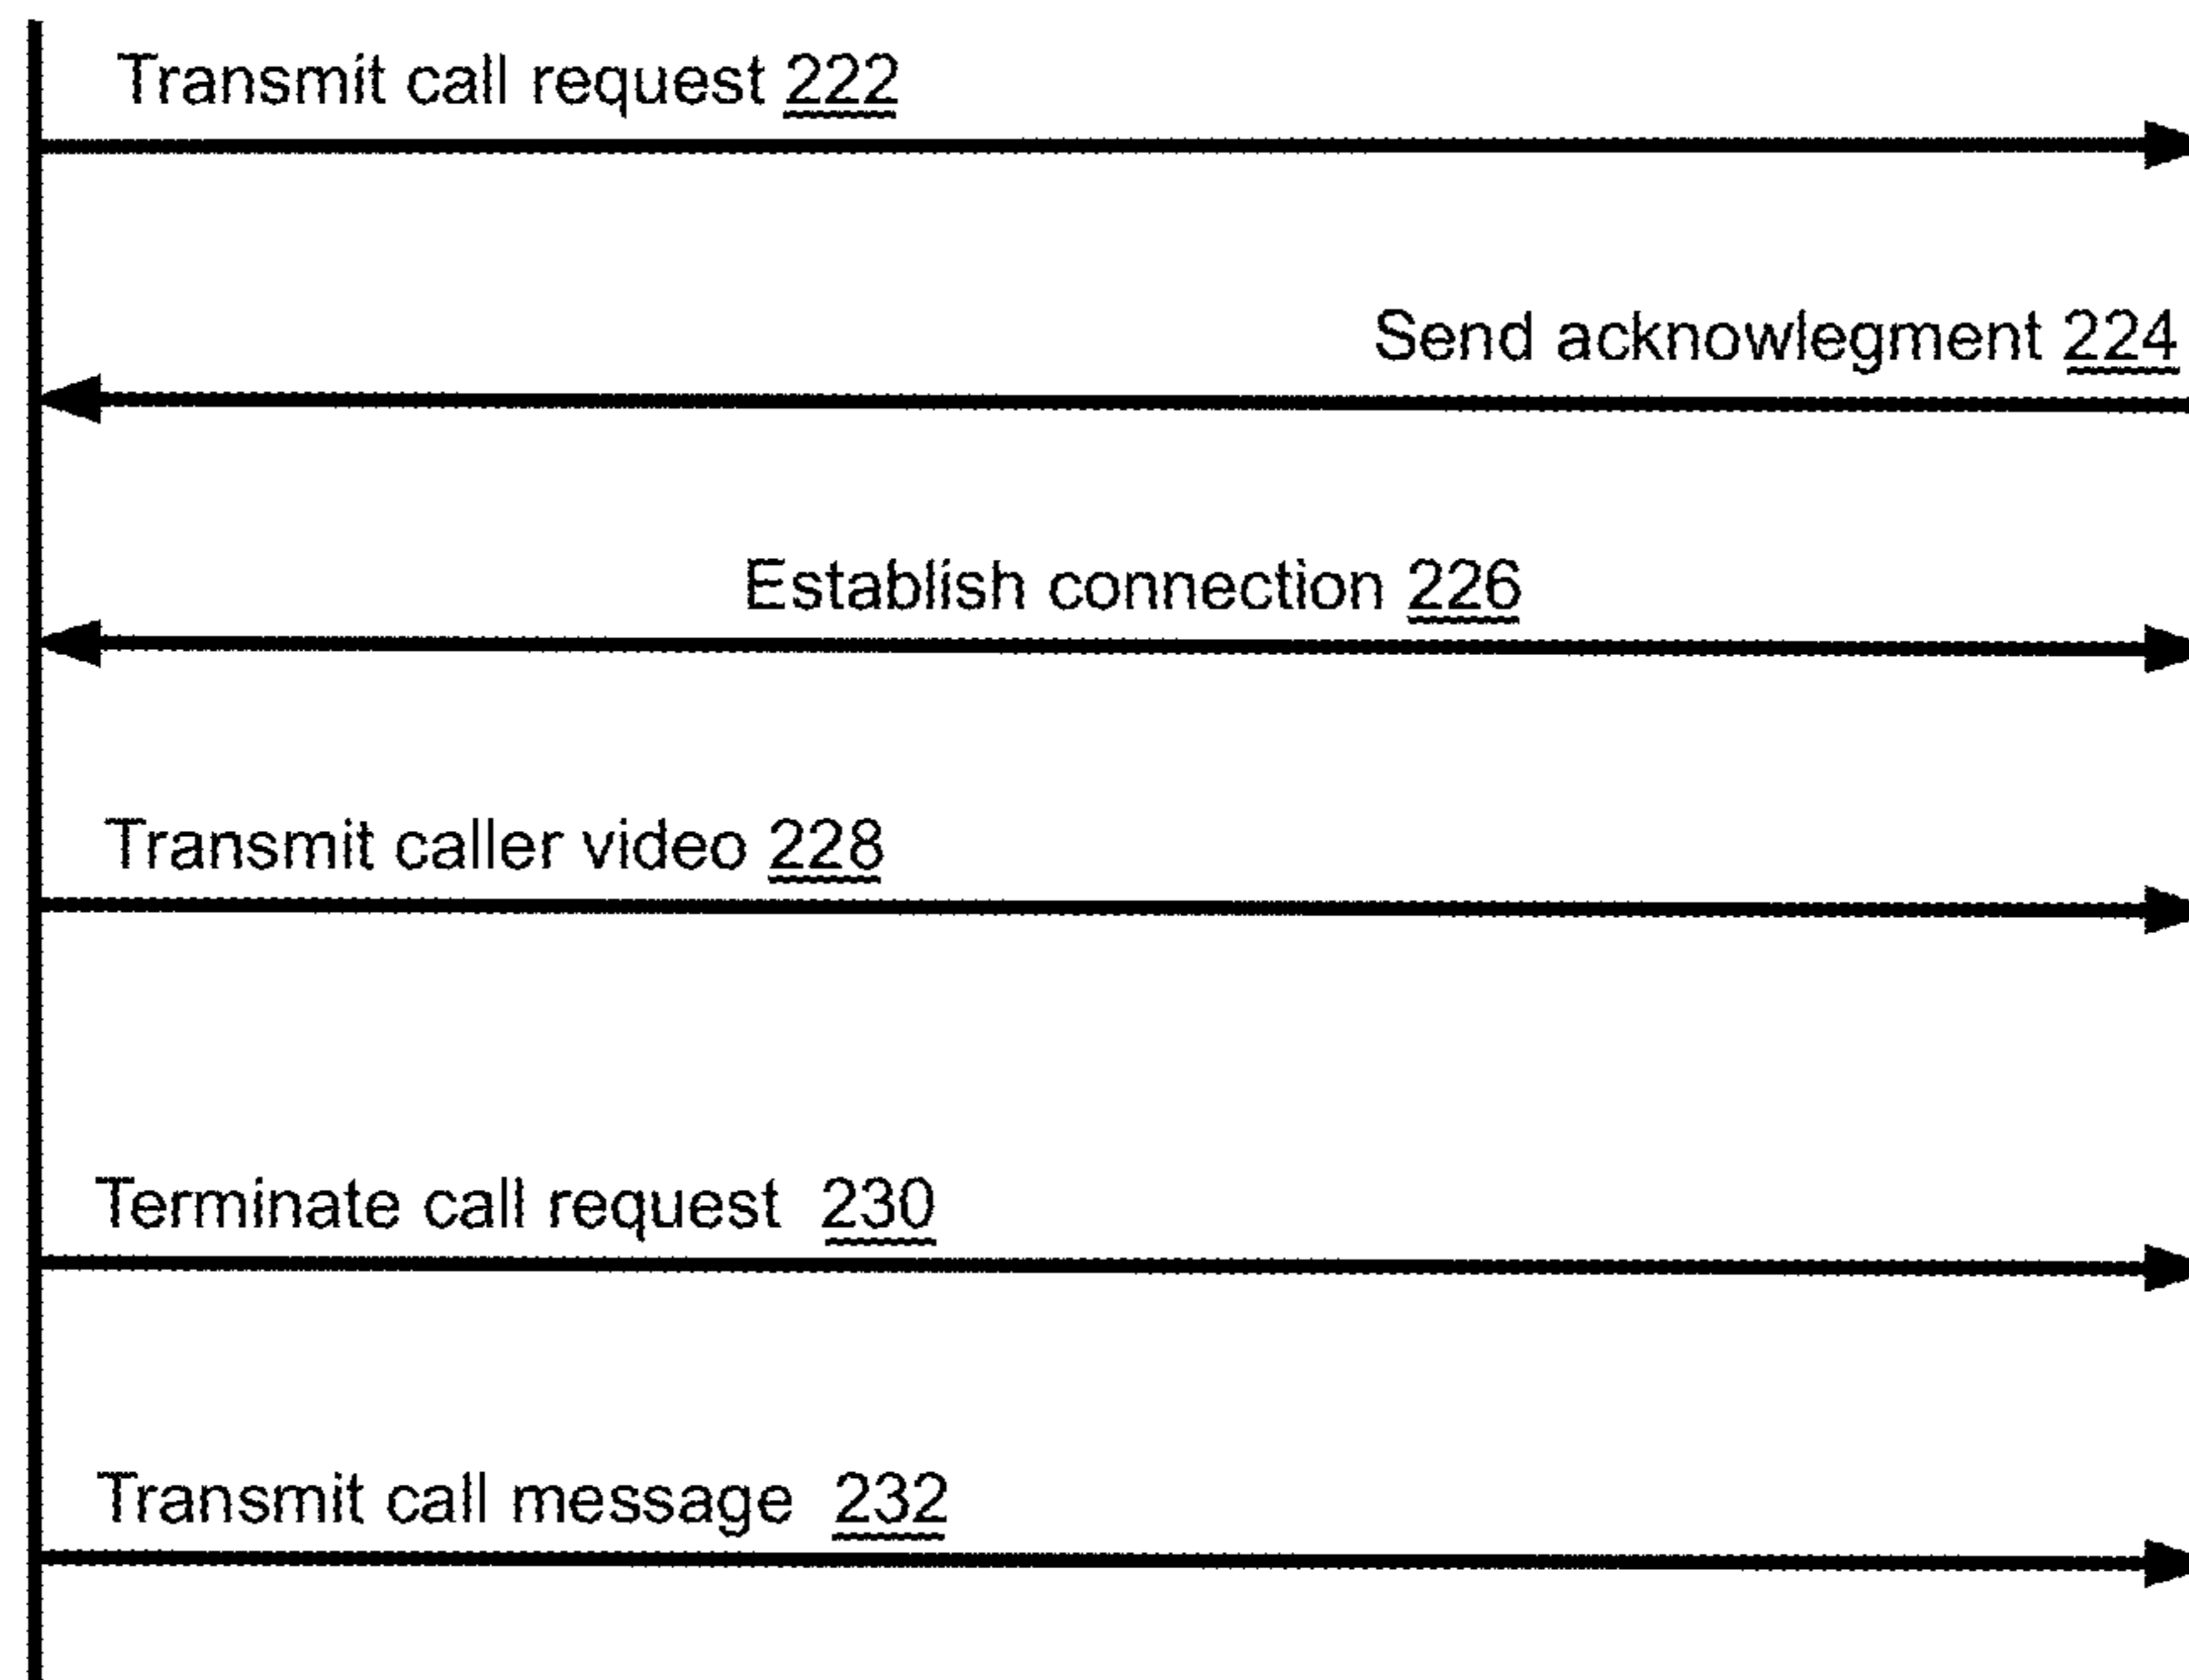 Transmit call request 222
Send acknowlegment 224
Establish connection 226
Transmit caller video 228
Terminate call request 230
Transmit call message 232